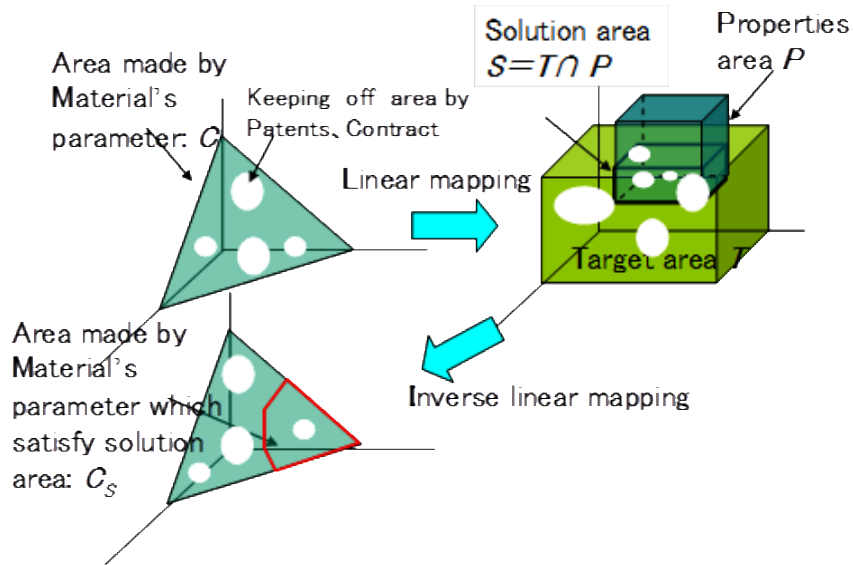 Area made by
Material's
parameter: C
Keeping off area by
Patents、Contract
Linear mapping
Solution area
S=T∩ P
Properties
area P
Target area T
Inverse linear mapping
Area made by
Material's
parameter which
satisfy solution
area: C_S